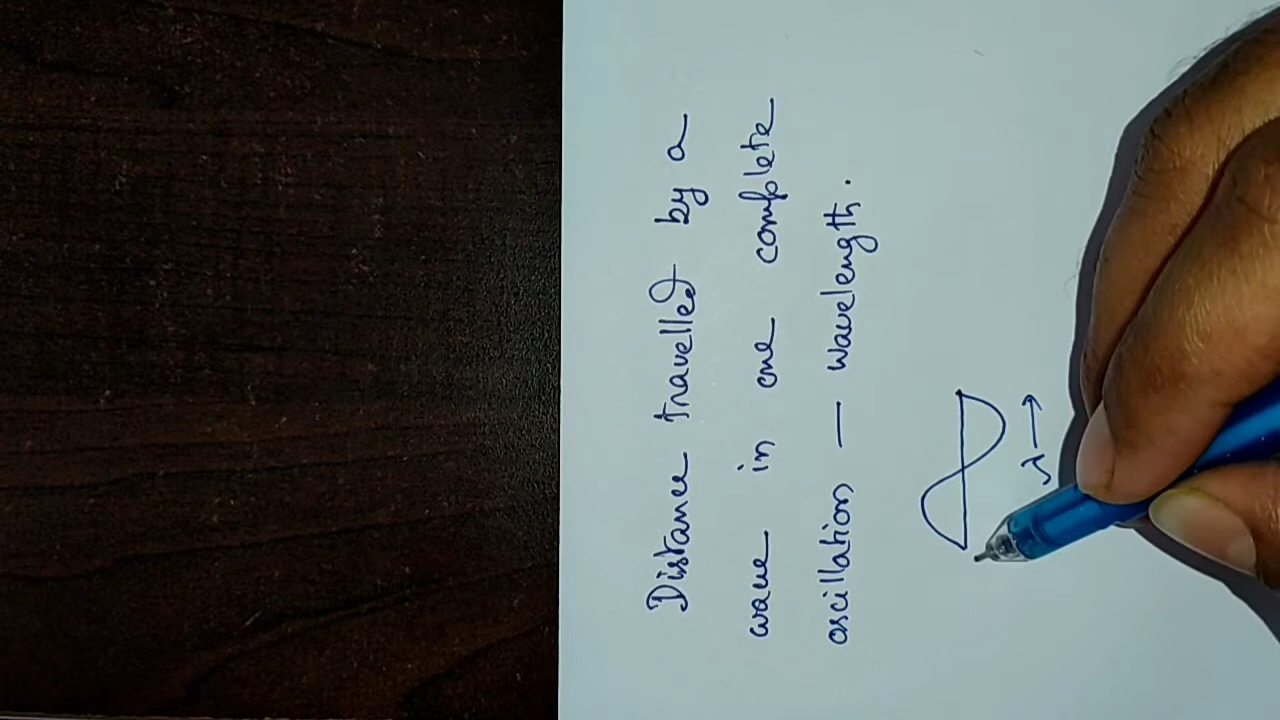 Distance travelled by a
wave in one complete
oscillation — wavelength.
λ →